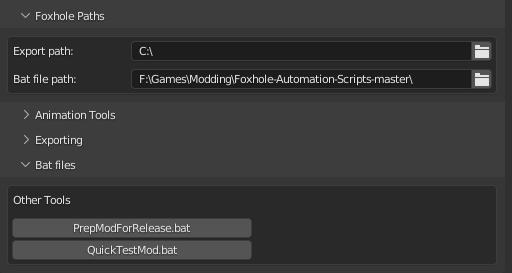 Foxhole Paths
Export path: C:\
Bat file path: F:\Games\Modding\Foxhole-Automation-Scripts-master\
Animation Tools
Exporting
Bat files
Other Tools
PrepModForRelease.bat
QuickTestMod.bat